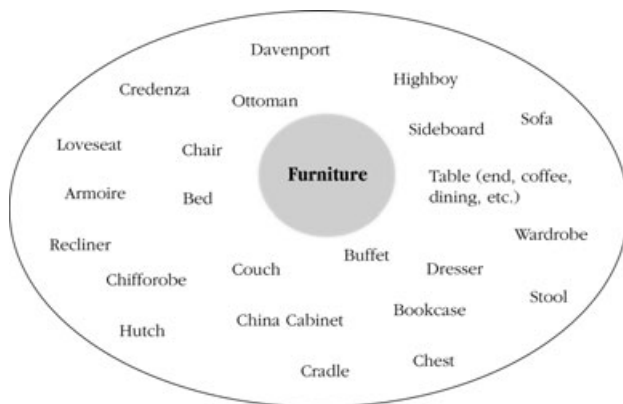 Davenport
Highboy
Credenza
Ottoman
Sofa
Sideboard
Loveseat
Chair
Furniture
Table (end, coffee,
dining, etc.)
Armoire
Bed
Wardrobe
Recliner
Buffet
Couch
Dresser
Chifforobe
Stool
Bookcase
China Cabinet
Hutch
Chest
Cradle